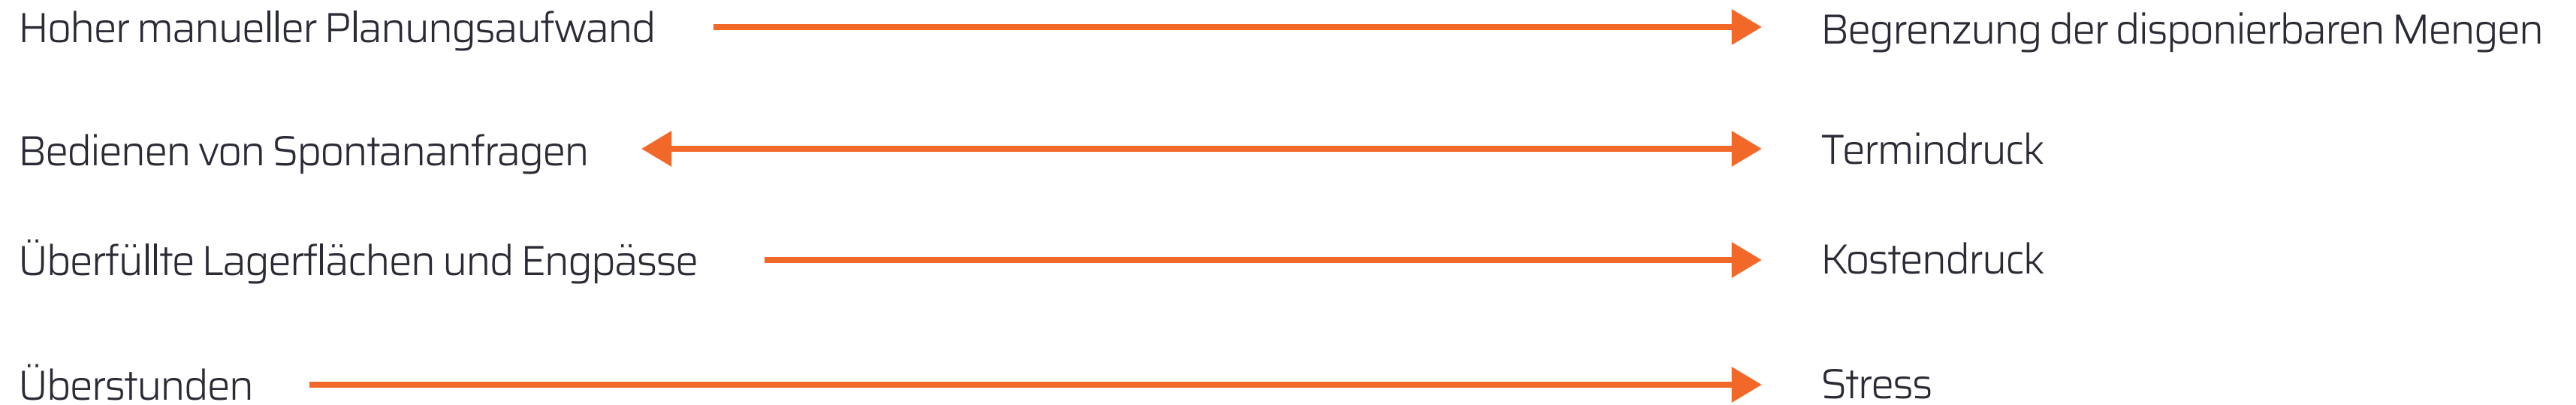 Hoher manueller Planungsaufwand
Begrenzung der disponierbaren Mengen
Bedienen von Spontananfragen
Termindruck
Überfüllte Lagerflächen und Engpässe
Kostendruck
Überstunden
Stress